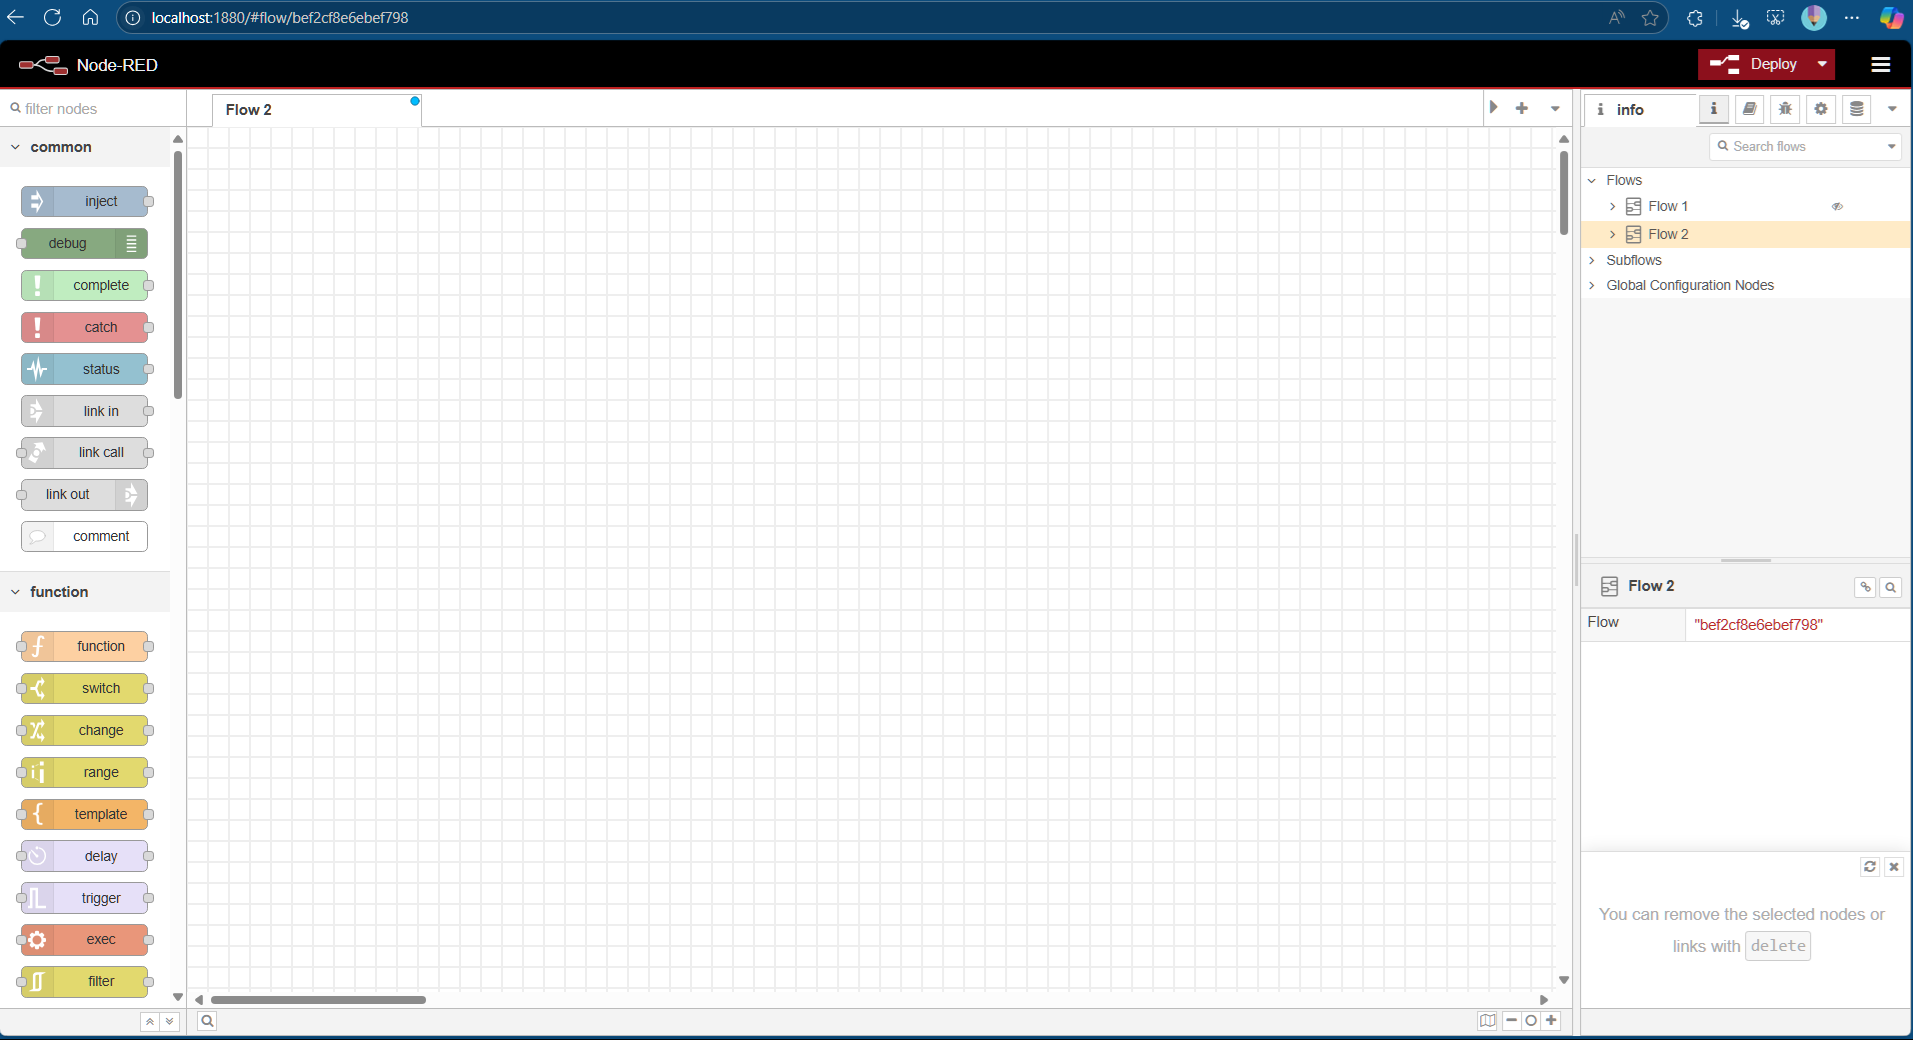 localhost:1880/#flow/bef2cf8e6ebef798
Node-RED
Deploy
filter nodes
Flow 2
info
Search flows
common
inject
debug
complete
catch
status
link in
link call
link out
comment
function
function
switch
change
range
template
delay
trigger
exec
filter
Flows
Flow 1
Flow 2
Subflows
Global Configuration Nodes
Flow 2
Flow "bef2cf8e6ebef798"
You can remove the selected nodes or
links with delete